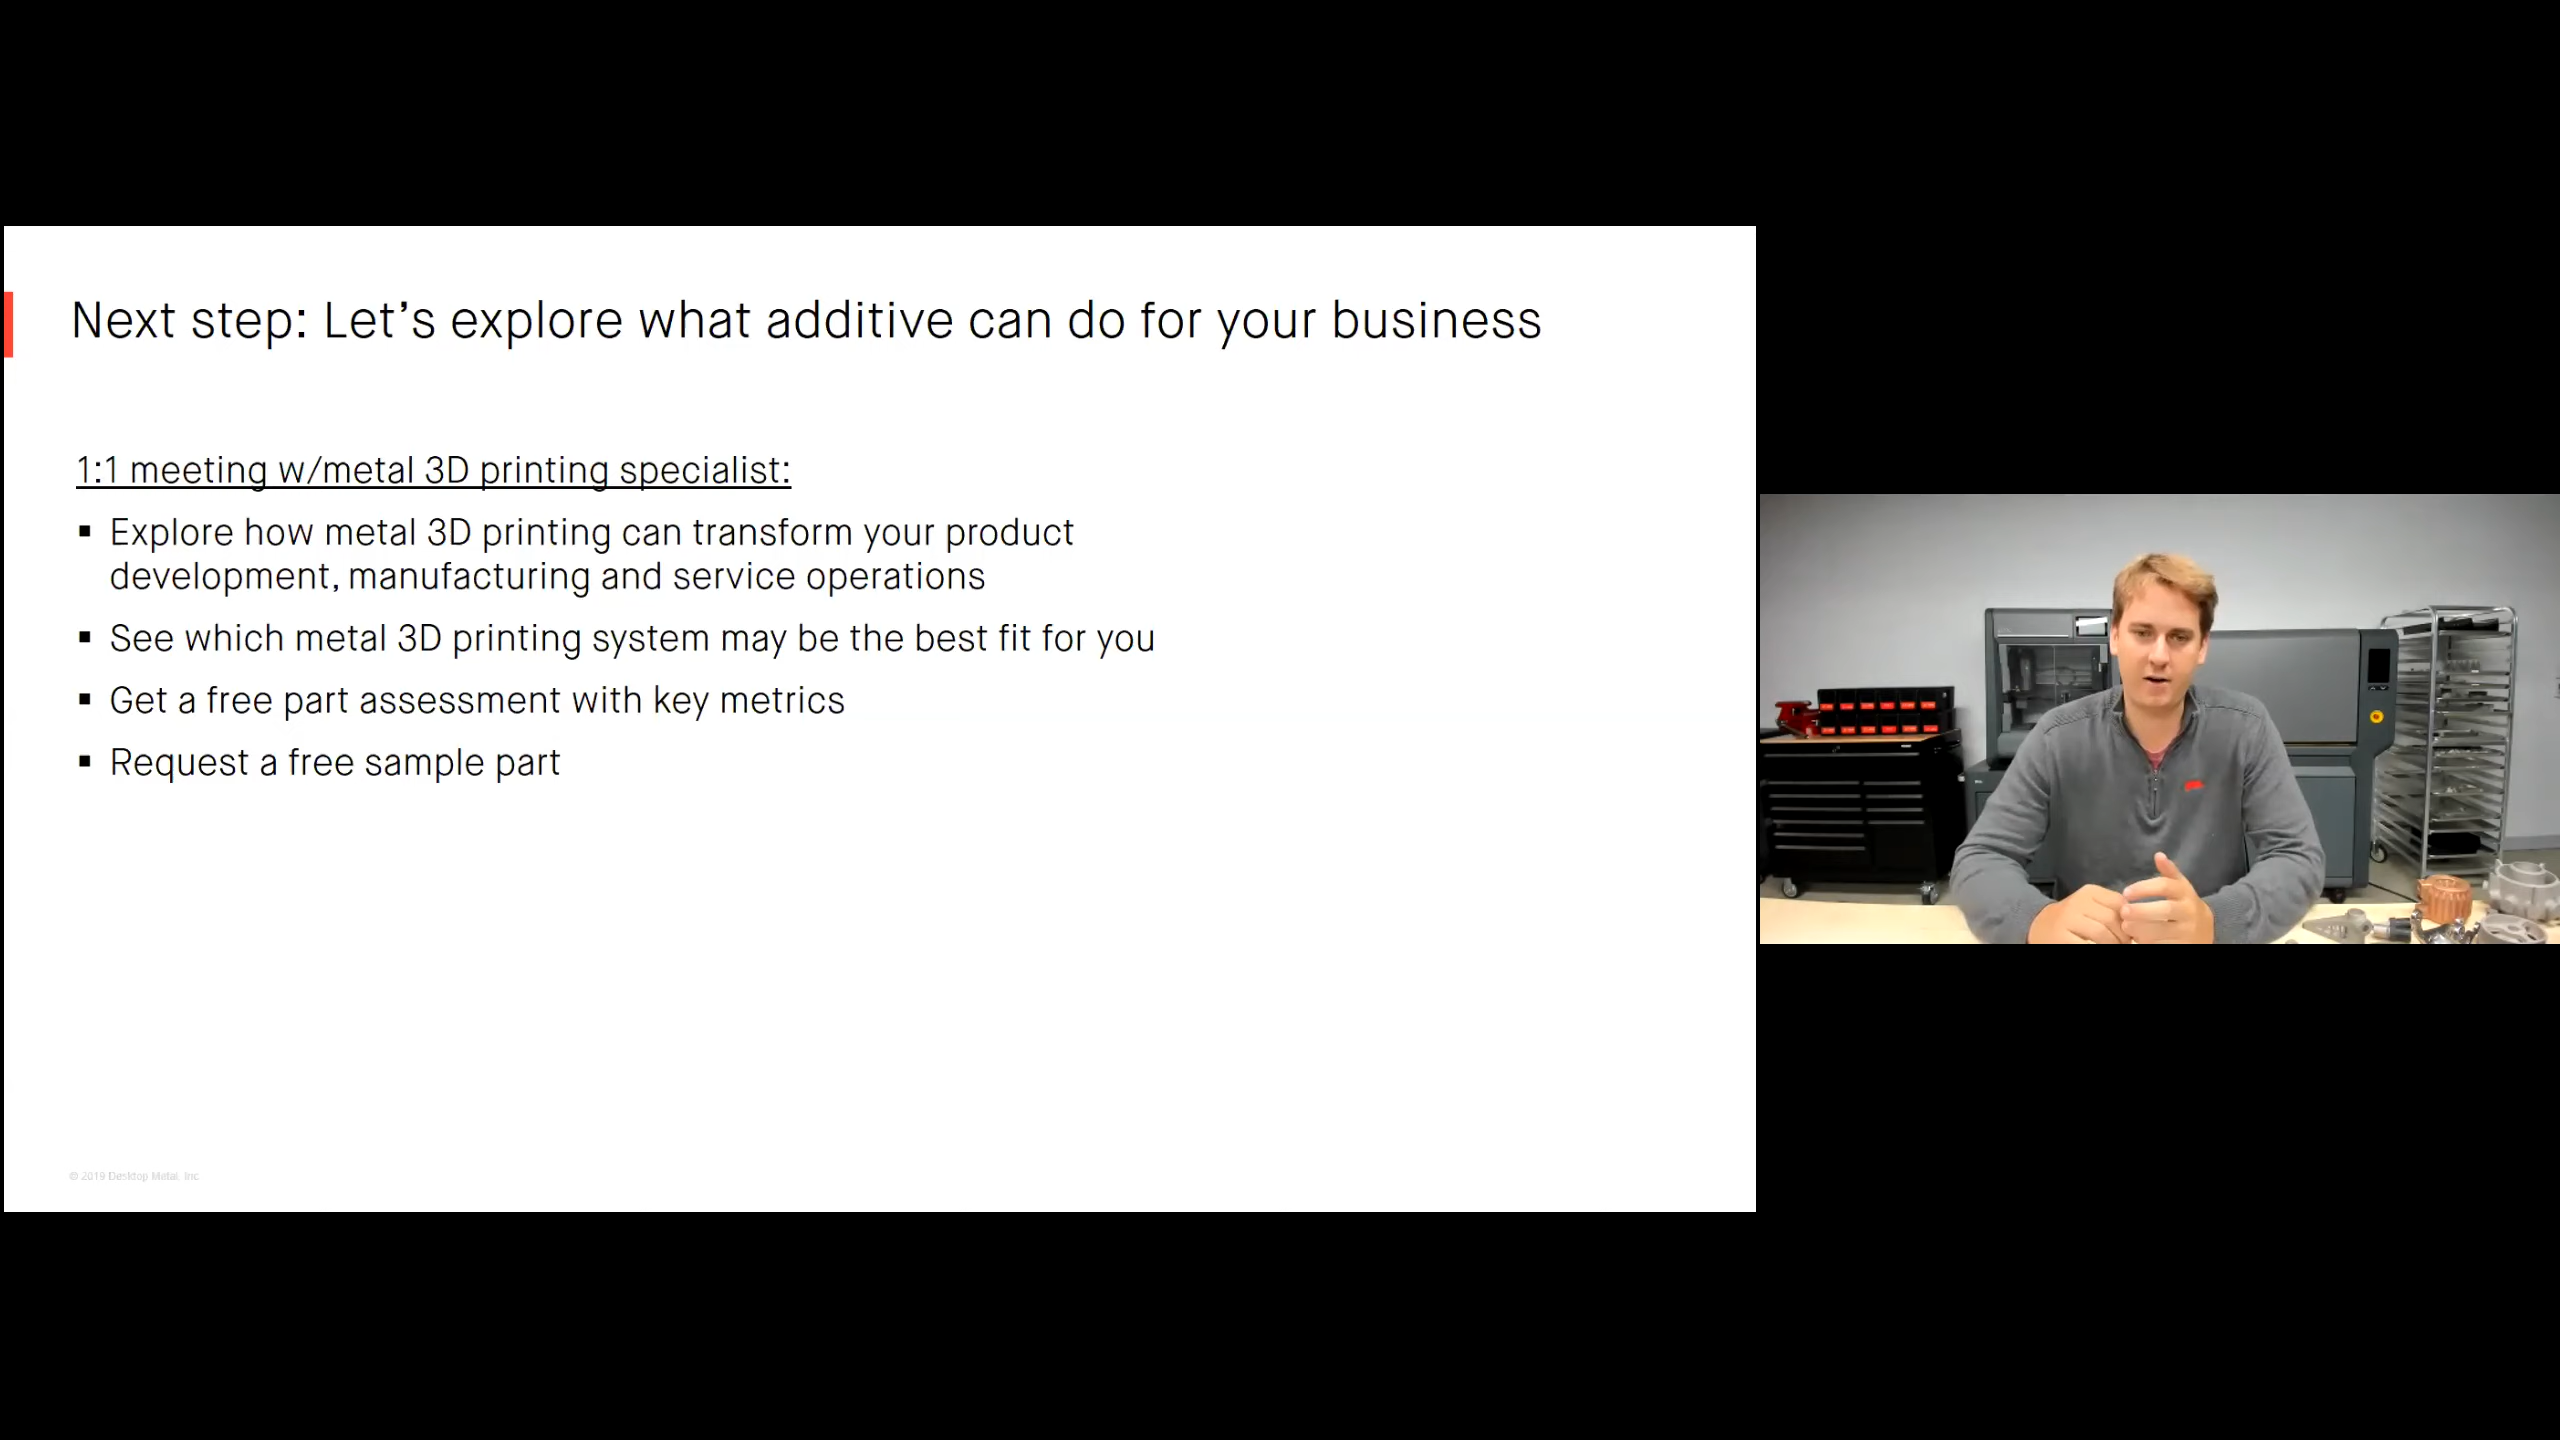 Next step: Let’s explore what additive can do for your business
1:1 meeting w/metal 3D printing specialist:
▪ Explore how metal 3D printing can transform your product
development, manufacturing and service operations
▪ See which metal 3D printing system may be the best fit for you
▪ Get a free part assessment with key metrics
▪ Request a free sample part
© 2019 Desktop Metal, Inc